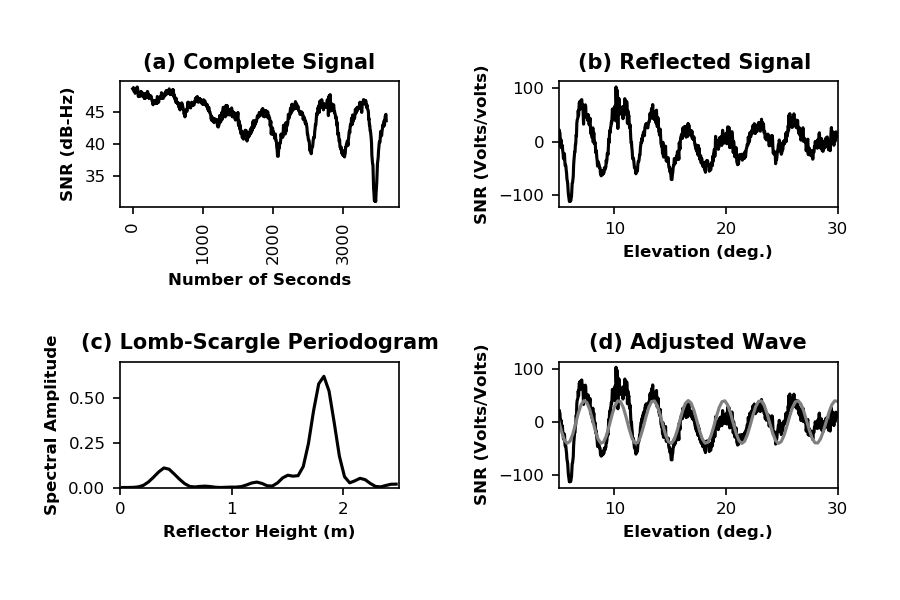 (a) Complete Signal
SNR (dB-Hz)
45
40
35
0
1000
2000
3000
Number of Seconds
(b) Reflected Signal
SNR (Volts/volts)
100
0
−100
10
20
30
Elevation (deg.)
(c) Lomb-Scargle Periodogram
Spectral Amplitude
0.50
0.25
0.00
0
1
2
Reflector Height (m)
(d) Adjusted Wave
SNR (Volts/Volts)
100
0
−100
10
20
30
Elevation (deg.)